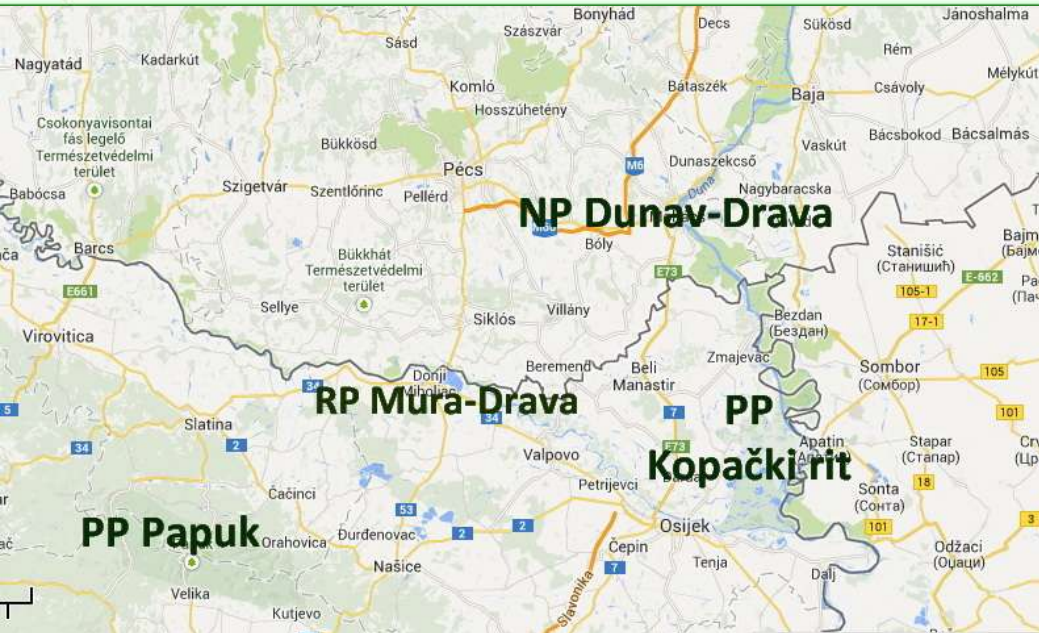 Bonyhád
Decs
Sükösd
Jánoshalma
Szászvár
Sásd
Rém
Nagyatád
Kadarkút
Komló
Bátaszék
Csávoly
Mélykút
Baja
Hosszúhetény
Csokonyavisontai
fás legelő
Természetvédelmi
terület
Bükkösd
Bácsbokod
Bácsalmás
Vaskút
M6
Dunaszekcső
Pécs
Babócsa
Szigetvár
Szentlőrinc
Pellérd
Duna
Nagybaracska
NP Dunav-Drava
Bóly
Barcs
Bükkhát
Természetvédelmi
terület
Stanišić
(Станишић)
E73
E-662
E661
105-1
Sellye
Siklós
Villány
Bezdan
(Бездан)
17-1
Virovitica
Zmajevac
Beremend
Beli
Manastir
Sombor
(Сомбор)
105
Donji
34
RP Mura-Drava
34
7
PP
101
5
Slatina
2
34
E73
Apatin
Stapar
(Стапар)
Valpovo
Kopački rit
Petrijevci
18
Čačinci
Sonta
(Сонта)
53
2
2
Osijek
101
3
PP Papuk
Orahovica
Đurđenovac
Čepin
Odžaci
(Оџаци)
Našice
7
Tenja
Dalj
Velika
Slavonika
Kutjevo